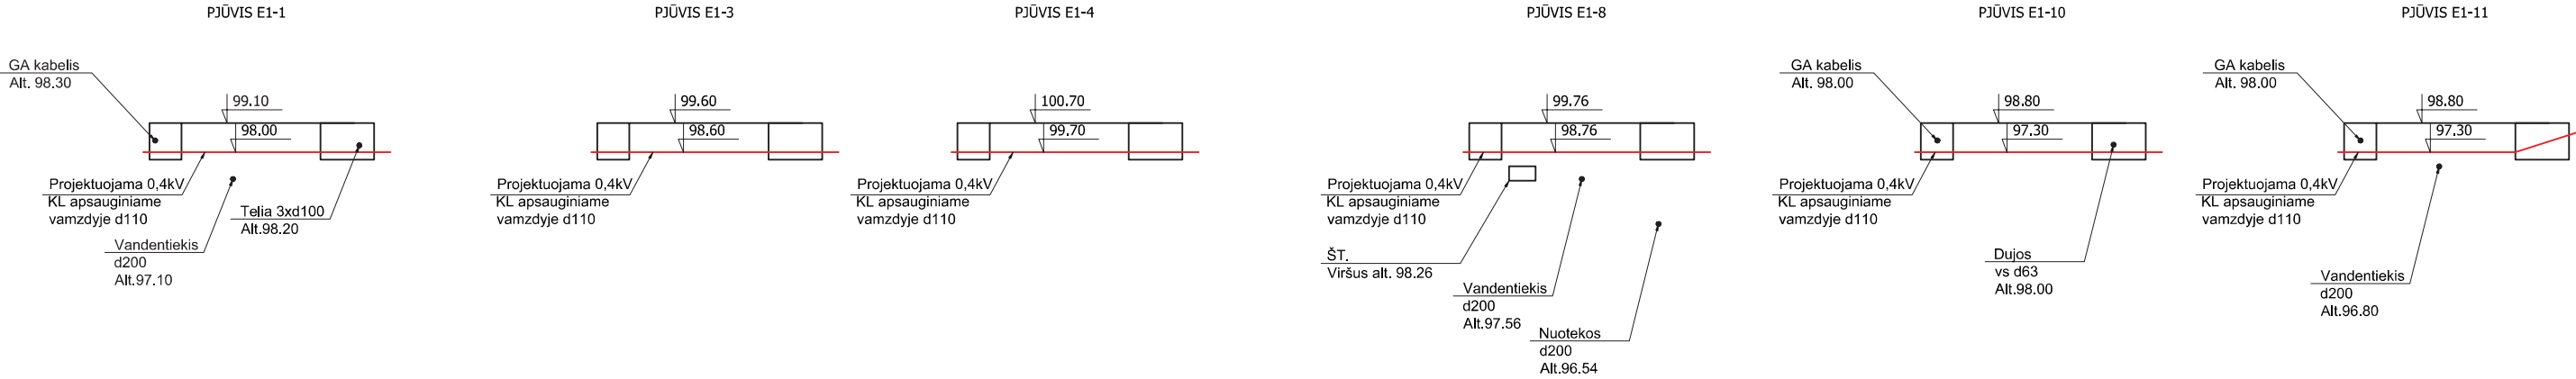 PJŪVIS E1-1
GA kabelis
Alt. 98.30
99.10
98.00
Projektuojama 0,4kV
KL apsauginiame
vamzdyje d110
Telia 3xd100
Alt.98.20
Vandentiekis
d200
Alt.97.10
PJŪVIS E1-3
99.60
98.60
Projektuojama 0,4kV
KL apsauginiame
vamzdyje d110
PJŪVIS E1-4
100.70
99.70
Projektuojama 0,4kV
KL apsauginiame
vamzdyje d110
PJŪVIS E1-8
99.76
98.76
Projektuojama 0,4kV
KL apsauginiame
vamzdyje d110
ŠT.
Viršus alt. 98.26
Vandentiekis
d200
Alt.97.56
Nuotekos
d200
Alt.96.54
PJŪVIS E1-10
GA kabelis
Alt. 98.00
98.80
97.30
Projektuojama 0,4kV
KL apsauginiame
vamzdyje d110
Dujos
vs d63
Alt.98.00
PJŪVIS E1-11
GA kabelis
Alt. 98.00
98.80
97.30
Projektuojama 0,4kV
KL apsauginiame
vamzdyje d110
Vandentiekis
d200
Alt.96.80